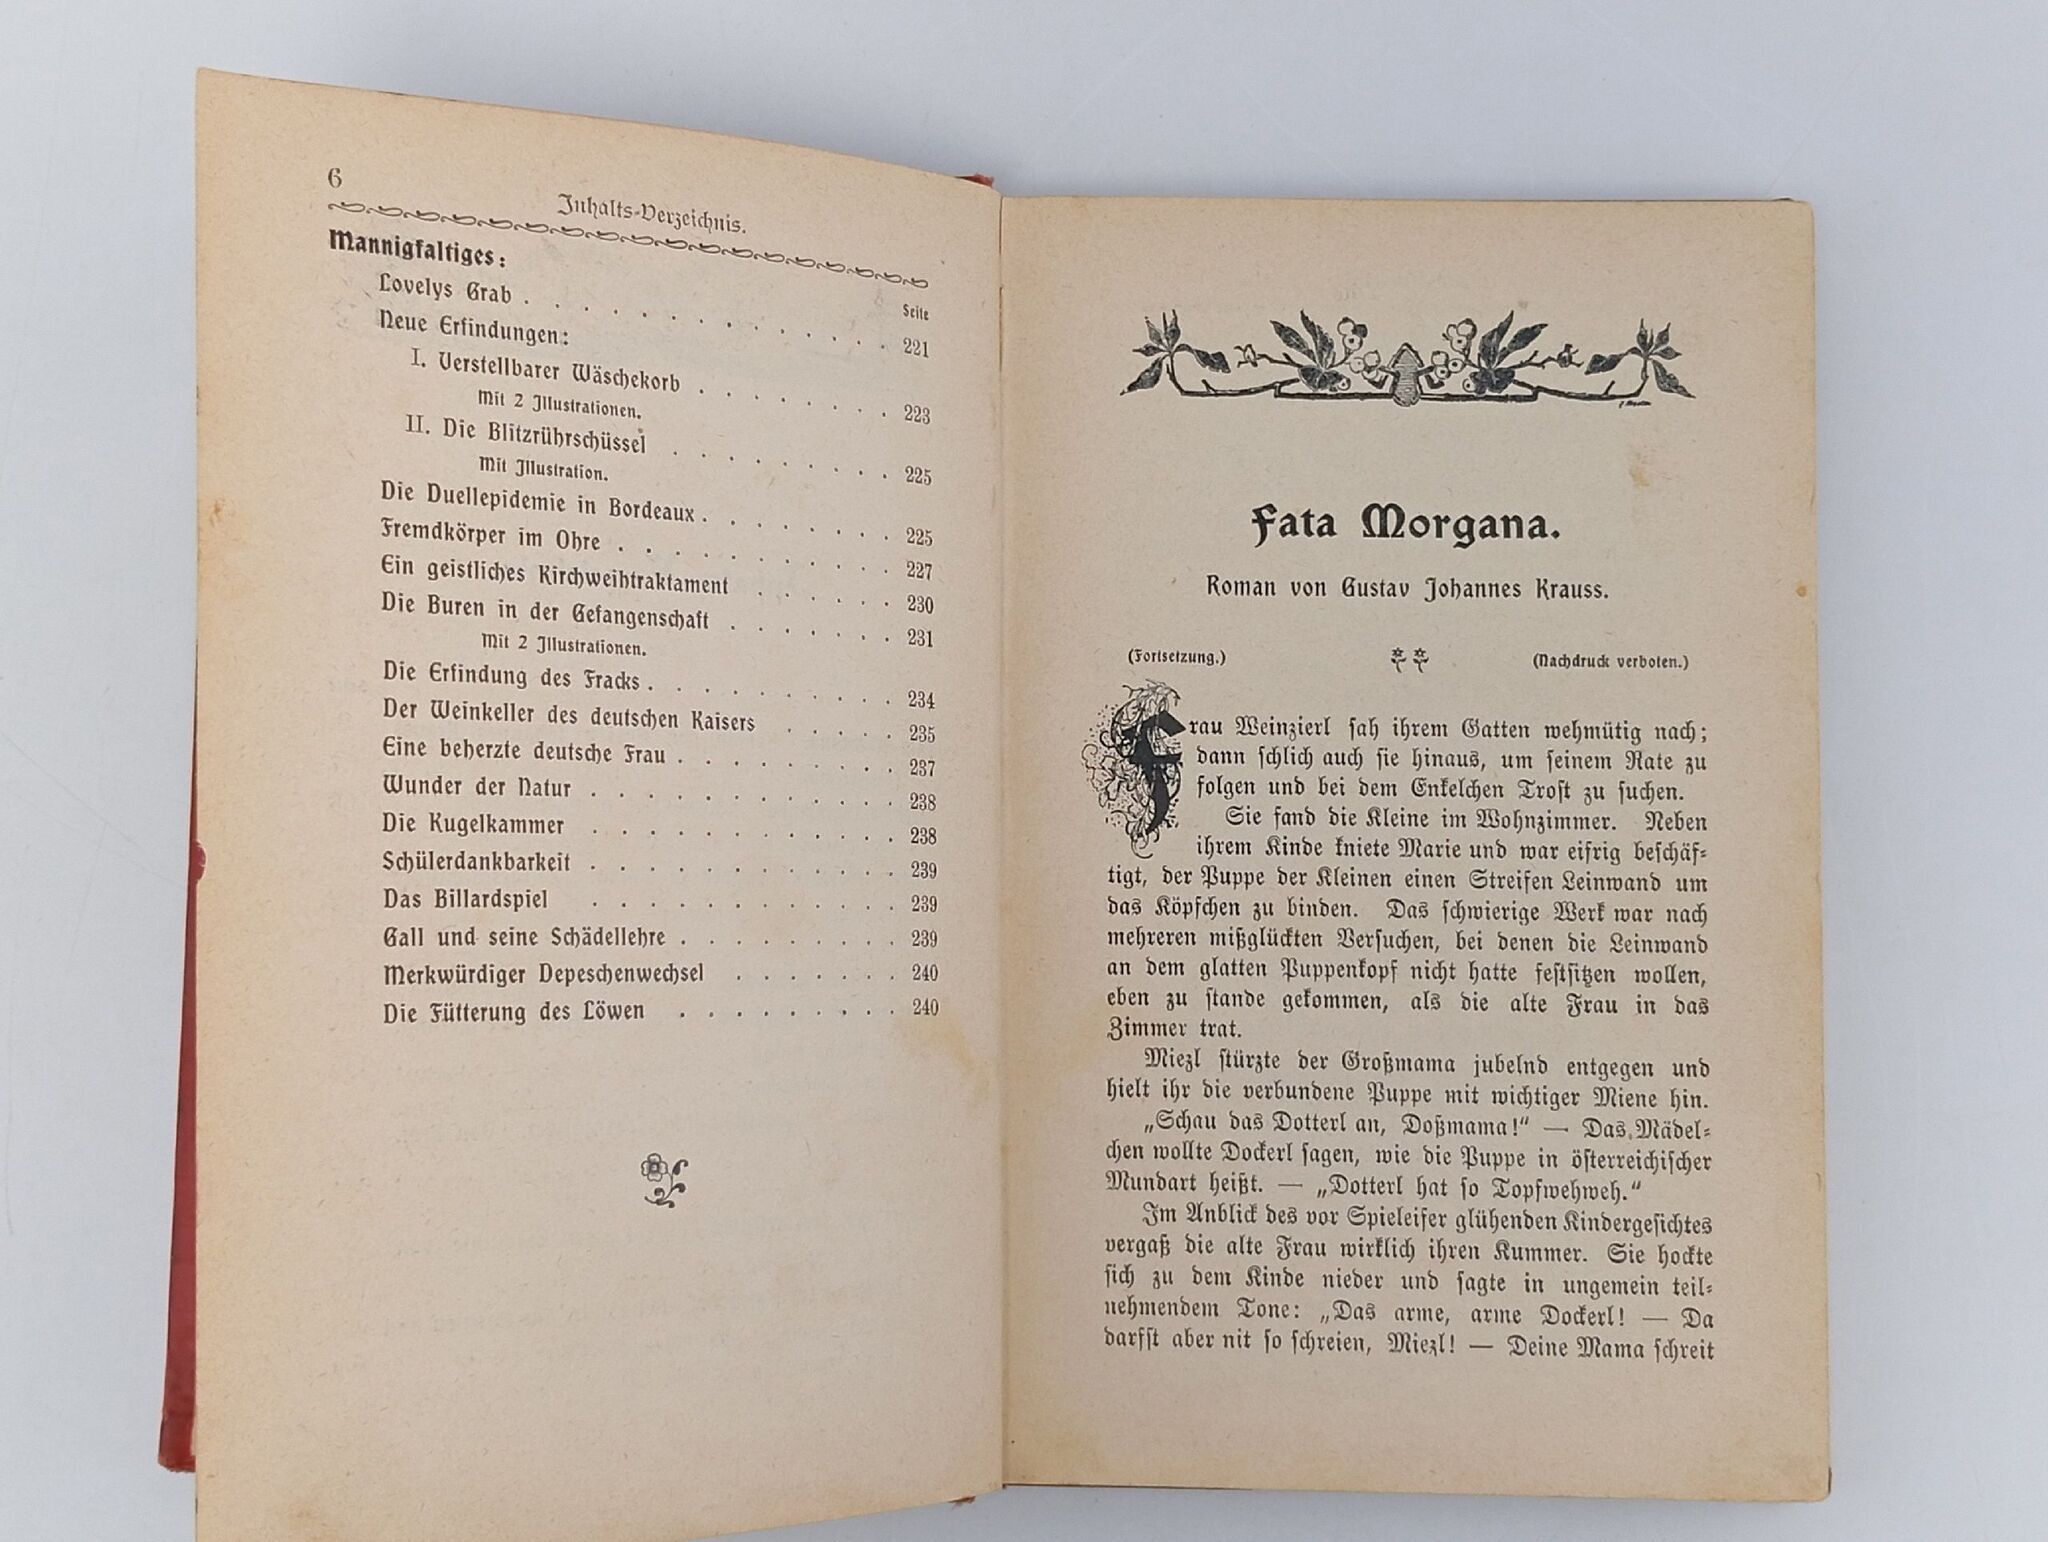 6
Inhalts-Verzeichnis.
Mannigfaltiges:
Seite
Lovelys Grab . . . . . . . . . . . . . 221
Neue Erfindungen:
I. Verstellbarer Wäschekorb . . . . . . . 223
Mit 2 Illustrationen.
II. Die Blitzrührschüssel . . . . . . . . 225
Mit Illustration.
Die Duellepidemie in Bordeaux . . . . . . . 225
Fremdkörper im Ohre . . . . . . . . . . 227
Ein geistliches Kirchweihtraktament . . . . . . 230
Die Buren in der Gefangenschaft . . . . . . . 231
Mit 2 Illustrationen.
Die Erfindung des Fracks . . . . . . . . . 234
Der Weinkeller des deutschen Kaisers . . . . . 235
Eine beherzte deutsche Frau . . . . . . . . 237
Wunder der Natur . . . . . . . . . . . 238
Die Kugelkammer . . . . . . . . . . . 238
Schülerdankbarkeit . . . . . . . . . . . 239
Das Billardspiel . . . . . . . . . . . 239
Gall und seine Schädellehre . . . . . . . . 239
Merkwürdiger Depeschenwechsel . . . . . . 240
Die Fütterung des Löwen . . . . . . . . 240
Fata Morgana.
Roman von Gustav Johannes Krauss.
(Fortsetzung.) (Nachdruck verboten.)
Frau Weinzierl sah ihrem Gatten wehmütig nach;
dann schlich auch sie hinaus, um seinem Rate zu
folgen und bei dem Enkelchen Trost zu suchen.
Sie fand die Kleine im Wohnzimmer. Neben
ihrem Kinde kniete Marie und war eifrig beschäf-
tigt, der Puppe der Kleinen einen Streifen Leinwand um
das Köpfchen zu binden. Das schwierige Werk war nach
mehreren mißglückten Versuchen, bei denen die Leinwand
an dem glatten Puppenkopf nicht hatte festsitzen wollen,
eben zu stande gekommen, als die alte Frau in das
Zimmer trat.
Miezl stürzte der Großmama jubelnd entgegen und
hielt ihr die verbundene Puppe mit wichtiger Miene hin.
„Schau das Dotterl an, Doßmama!“ — Das Mädel-
chen wollte Dockerl sagen, wie die Puppe in österreichischer
Mundart heißt. — „Dotterl hat so Topfwehweh.“
Im Anblick des vor Spieleifer glühenden Kindergesichtes
vergaß die alte Frau wirklich ihren Kummer. Sie hockte
sich zu dem Kinde nieder und sagte in ungemein teil-
nehmendem Tone: „Das arme, arme Dockerl! — Da
darfst aber nit so schreien, Miezl! — Deine Mama schreit